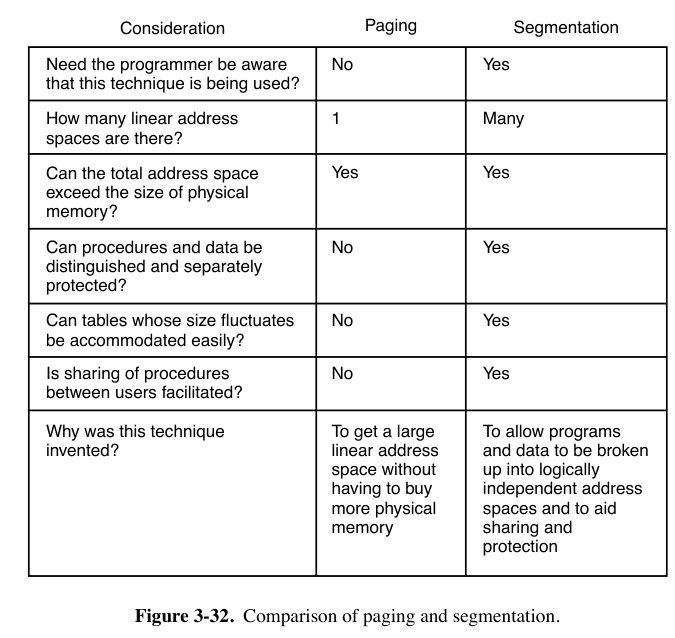 Consideration Paging Segmentation
Need the programmer be aware No Yes
that this technique is being used?
How many linear address 1 Many
spaces are there?
Can the total address space Yes Yes
exceed the size of physical
memory?
Can procedures and data be No Yes
distinguished and separately
protected?
Can tables whose size fluctuates No Yes
be accommodated easily?
Is sharing of procedures No Yes
between users facilitated?
Why was this technique To get a large To allow programs
invented? linear address and data to be broken
space without up into logically
having to buy independent address
more physical spaces and to aid
memory sharing and
protection
Figure 3-32. Comparison of paging and segmentation.